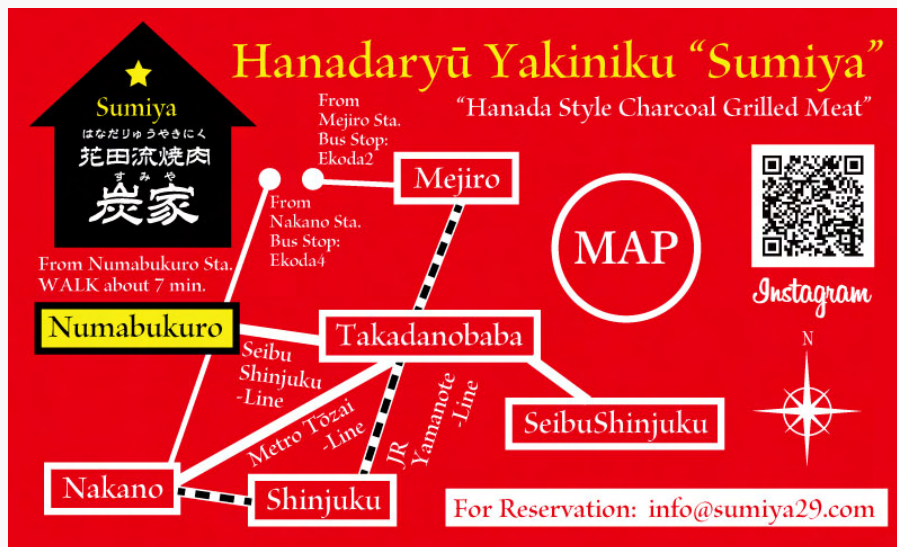 Hanadaryū Yakiniku “Sumiya”
“Hanada Style Charcoal Grilled Meat”
Sumiya
はなだりゅうやきにく
花田流焼肉
すみや
炭家
From Numabukuro Sta.
WALK about 7 min.
From
Mejiro Sta.
Bus Stop:
Ekoda2
Mejiro
From
Nakano Sta.
Bus Stop:
Ekoda4
MAP
Instagram
N
Numabukuro
Takadanobaba
Seibu
Shinjuku
-Line
Metro Tōzai
-Line
JR
Yamanote
-Line
SeibuShinjuku
Nakano
Shinjuku
For Reservation: info@sumiya29.com